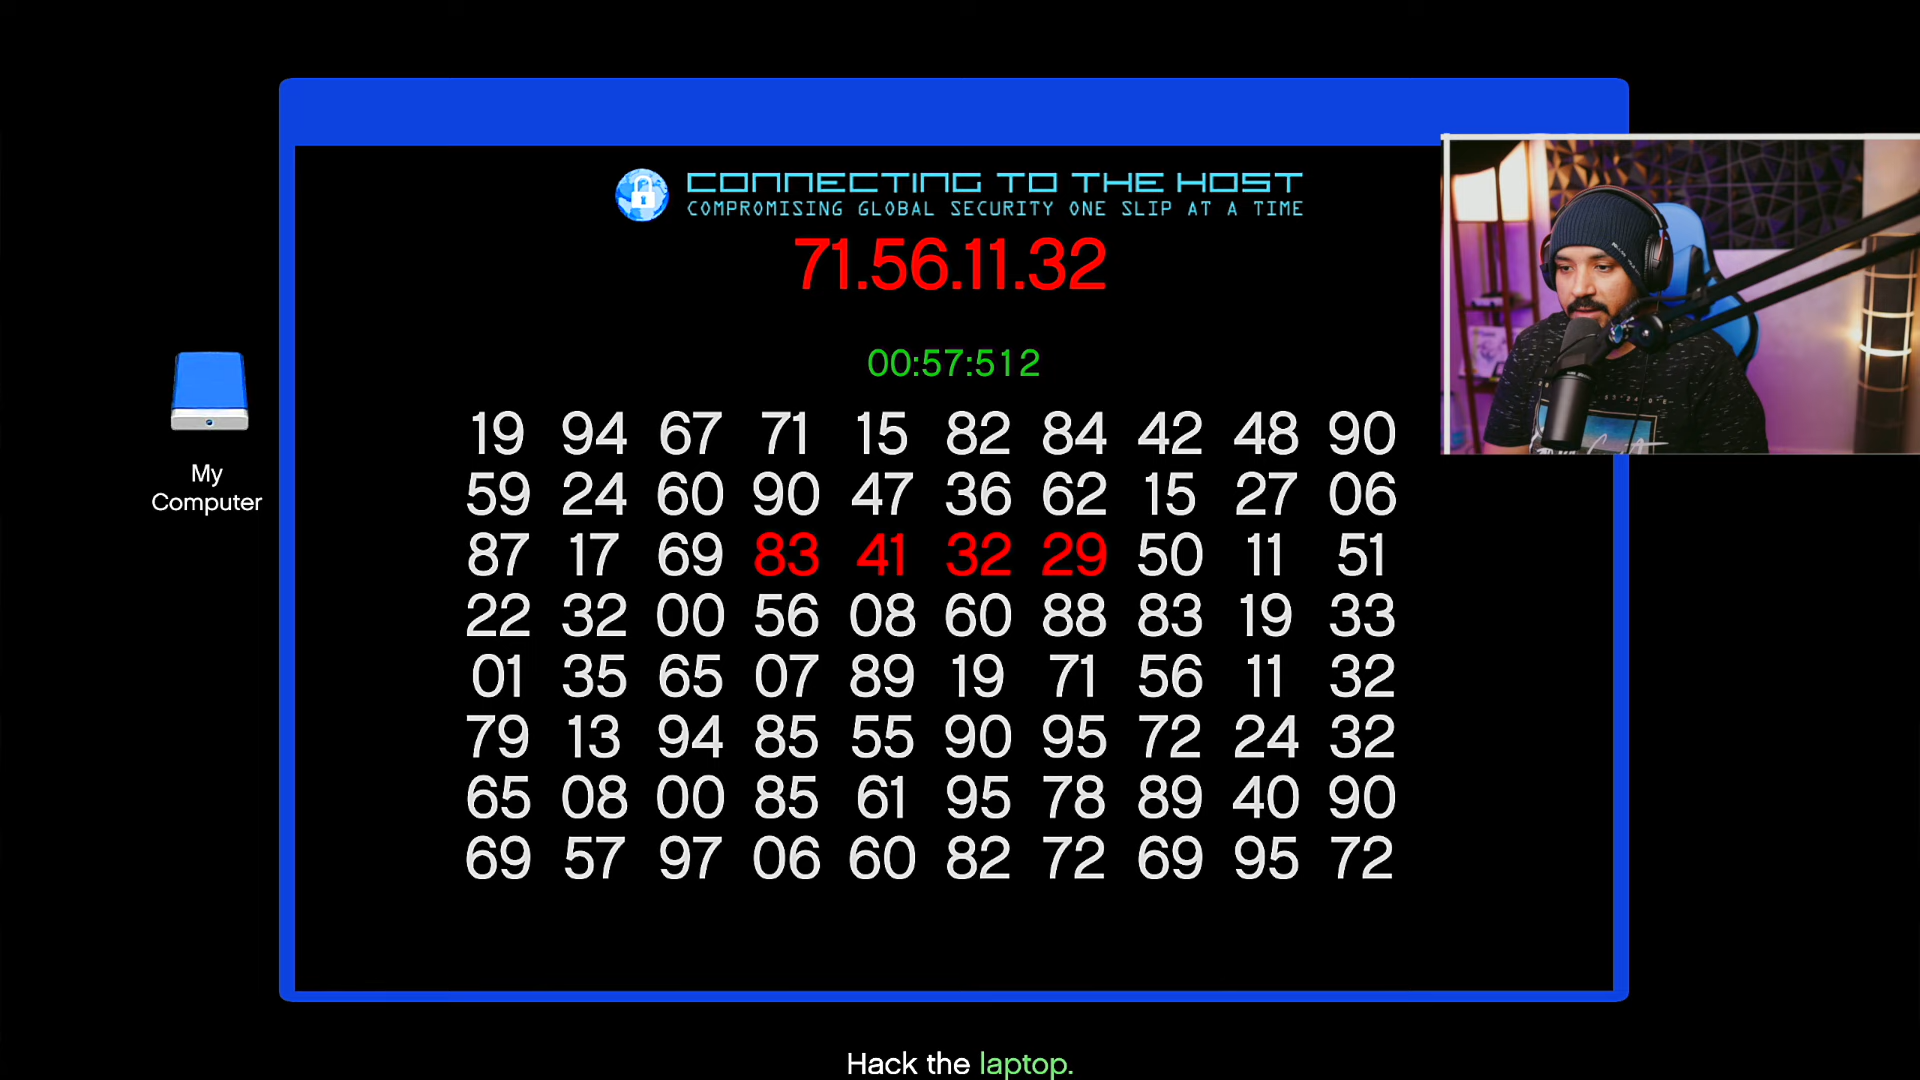 CONNECTING TO THE HOST
COMPROMISING GLOBAL SECURITY ONE SLIP AT A TIME
71.56.11.32
00:57:512
19 94 67 71 15 82 84 42 48 90
59 24 60 90 47 36 62 15 27 06
87 17 69 83 41 32 29 50 11 51
22 32 00 56 08 60 88 83 19 33
01 35 65 07 89 19 71 56 11 32
79 13 94 85 55 90 95 72 24 32
65 08 00 85 61 95 78 89 40 90
69 57 97 06 60 82 72 69 95 72
My
Computer
Hack the laptop.